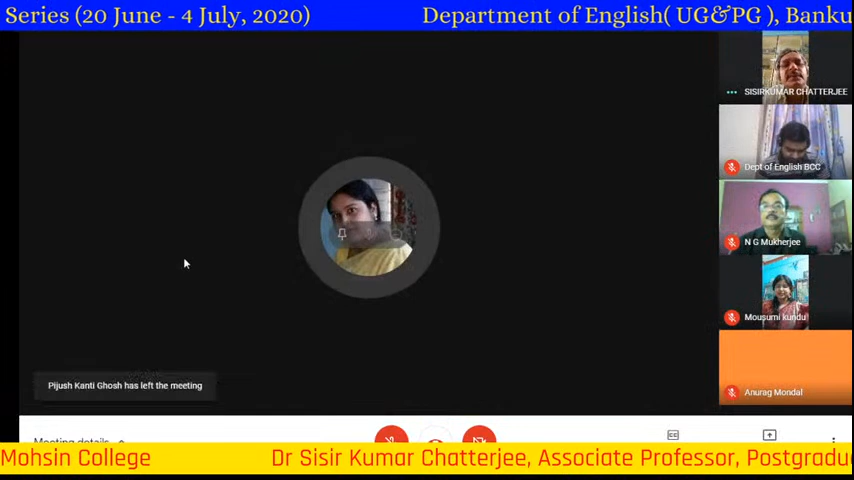 Series (20 June - 4 July, 2020) Department of English( UG&PG ), Banku
SISIRKUMAR CHATTERJEE
Dept of English BCC
N G Mukherjee
Mousumi kundu
Pijush Kanti Ghosh has left the meeting
Anurag Mondal
Meeting details
Mohsin College Dr Sisir Kumar Chatterjee, Associate Professor, Postgradu